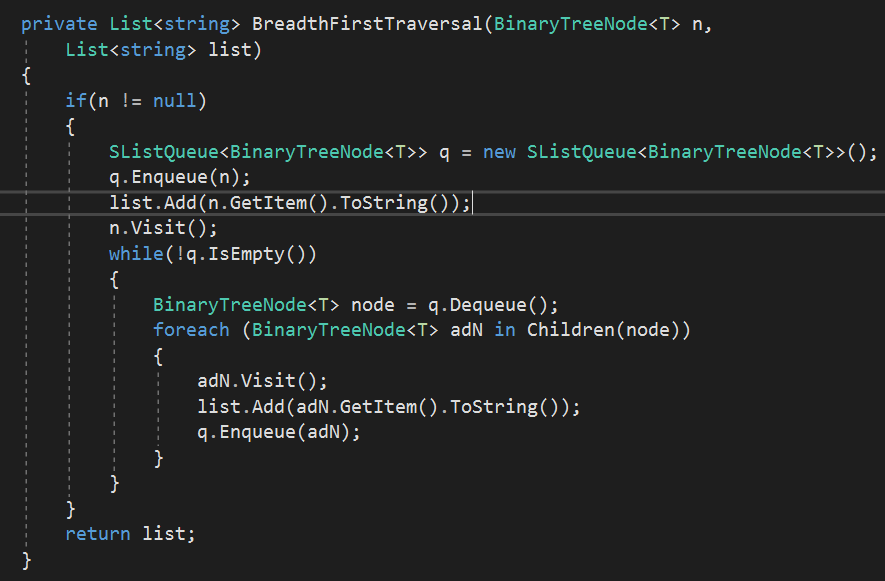 private List<string> BreadthFirstTraversal(BinaryTreeNode<T> n,
    List<string> list)
{
    if(n != null)
    {
        SListQueue<BinaryTreeNode<T>> q = new SListQueue<BinaryTreeNode<T>>();
        q.Enqueue(n);
        list.Add(n.GetItem().ToString());
        n.Visit();
        while(!q.IsEmpty())
        {
            BinaryTreeNode<T> node = q.Dequeue();
            foreach (BinaryTreeNode<T> adN in Children(node))
            {
                adN.Visit();
                list.Add(adN.GetItem().ToString());
                q.Enqueue(adN);
            }
        }
    }
    return list;
}